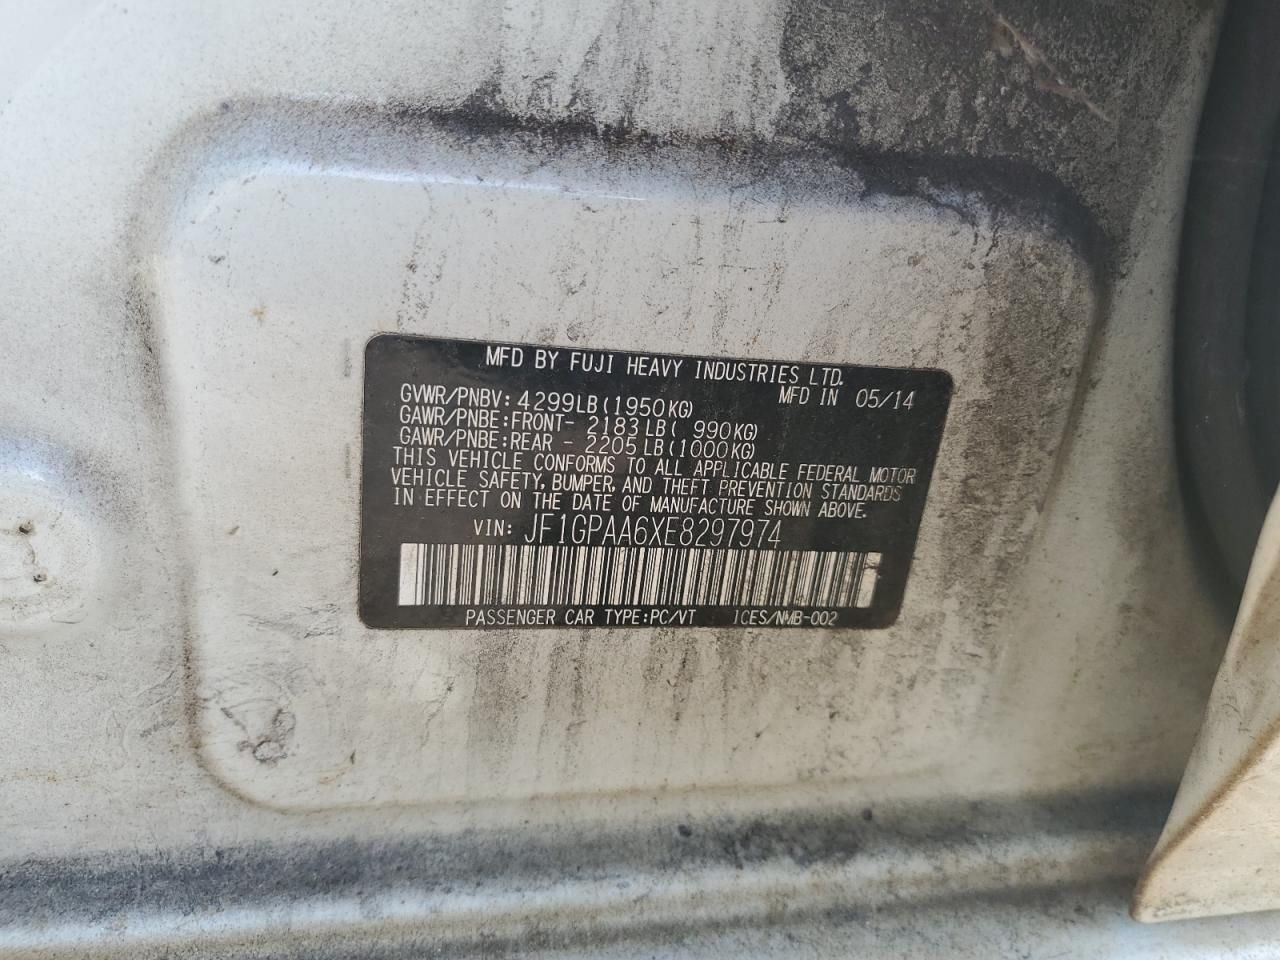 MFD BY FUJI HEAVY INDUSTRIES LTD.
MFD IN 05/14
GVWR/PNBV: 4299LB(1950KG)
GAWR/PNBE:FRONT- 2183LB( 990KG)
GAWR/PNBE:REAR - 2205LB(1000KG)
THIS VEHICLE CONFORMS TO ALL APPLICABLE FEDERAL MOTOR
VEHICLE SAFETY, BUMPER, AND THEFT PREVENTION STANDARDS
IN EFFECT ON THE DATE OF MANUFACTURE SHOWN ABOVE.
VIN: JF1GPAA6XE8297974
PASSENGER CAR TYPE:PC/VT ICES/NMB-002